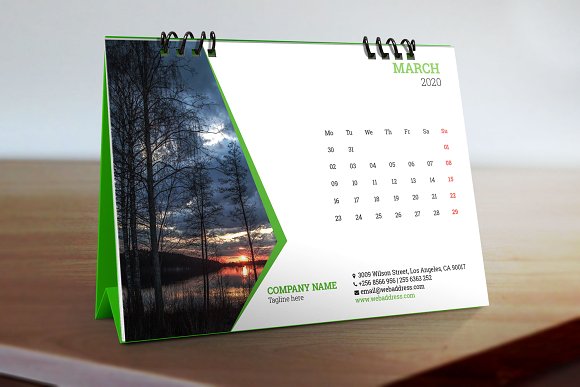 MARCH
2020
Mo Tu We Th Fr Sa Su
30 31 01
02 03 04 05 06 07 08
09 10 11 12 13 14 15
16 17 18 19 20 21 22
23 24 25 26 27 28 29
COMPANY NAME
Tagline here
3009 Wilson Street, Los Angeles, CA 90017
+256 8566 956 | 255 6363 252
email@webaddress.com
www.webaddress.com